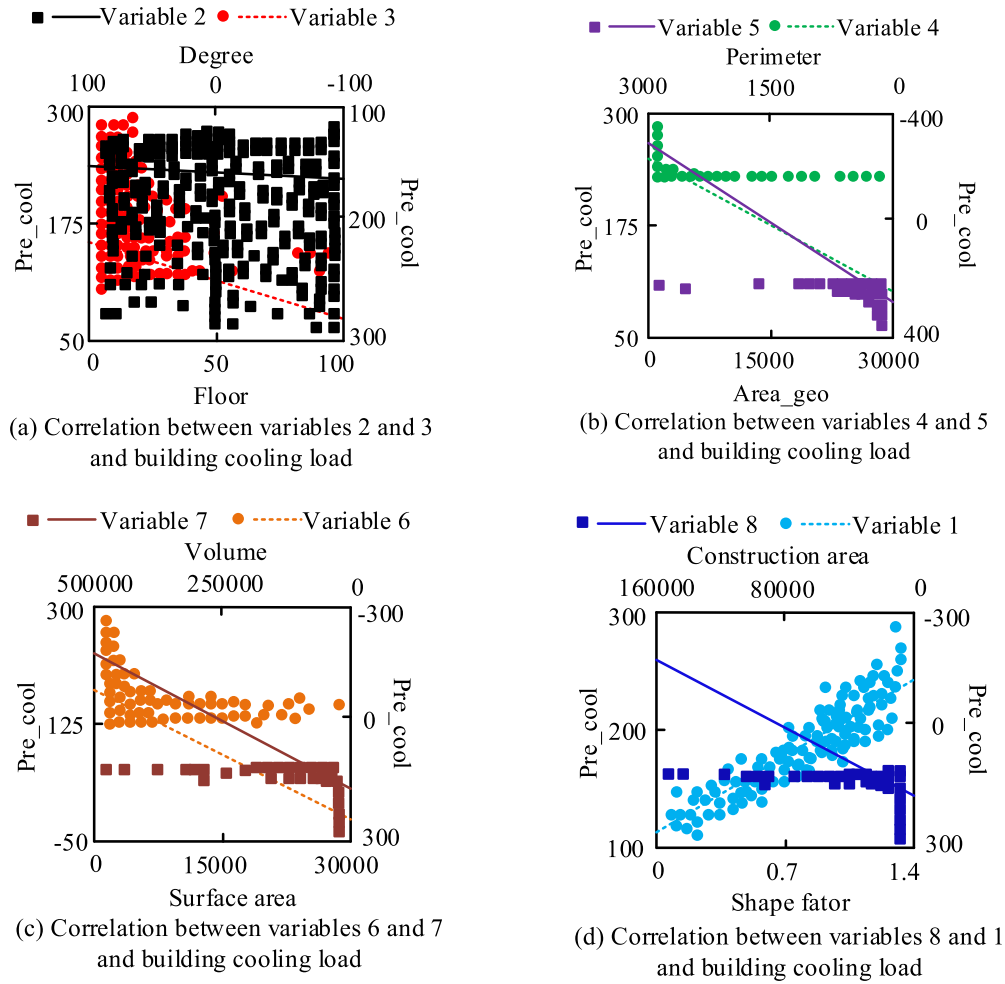 Variable 2 Variable 3
Degree
100 0 -100
300 100
Pre_cool 175 200 Pre_cool
50 300
0 50 100
Floor
(a) Correlation between variables 2 and 3
and building cooling load
Variable 5 Variable 4
Perimeter
3000 1500 0
300 -400
Pre_cool 175 0 Pre_cool
50 400
0 15000 30000
Area_geo
(b) Correlation between variables 4 and 5
and building cooling load
Variable 7 Variable 6
Volume
500000 250000 0
300 -300
Pre_cool 125 0 Pre_cool
-50 300
0 15000 30000
Surface area
(c) Correlation between variables 6 and 7
and building cooling load
Variable 8 Variable 1
Construction area
160000 80000 0
300 -300
Pre_cool 200 0 Pre_cool
100 300
0 0.7 1.4
Shape fator
(d) Correlation between variables 8 and 1
and building cooling load